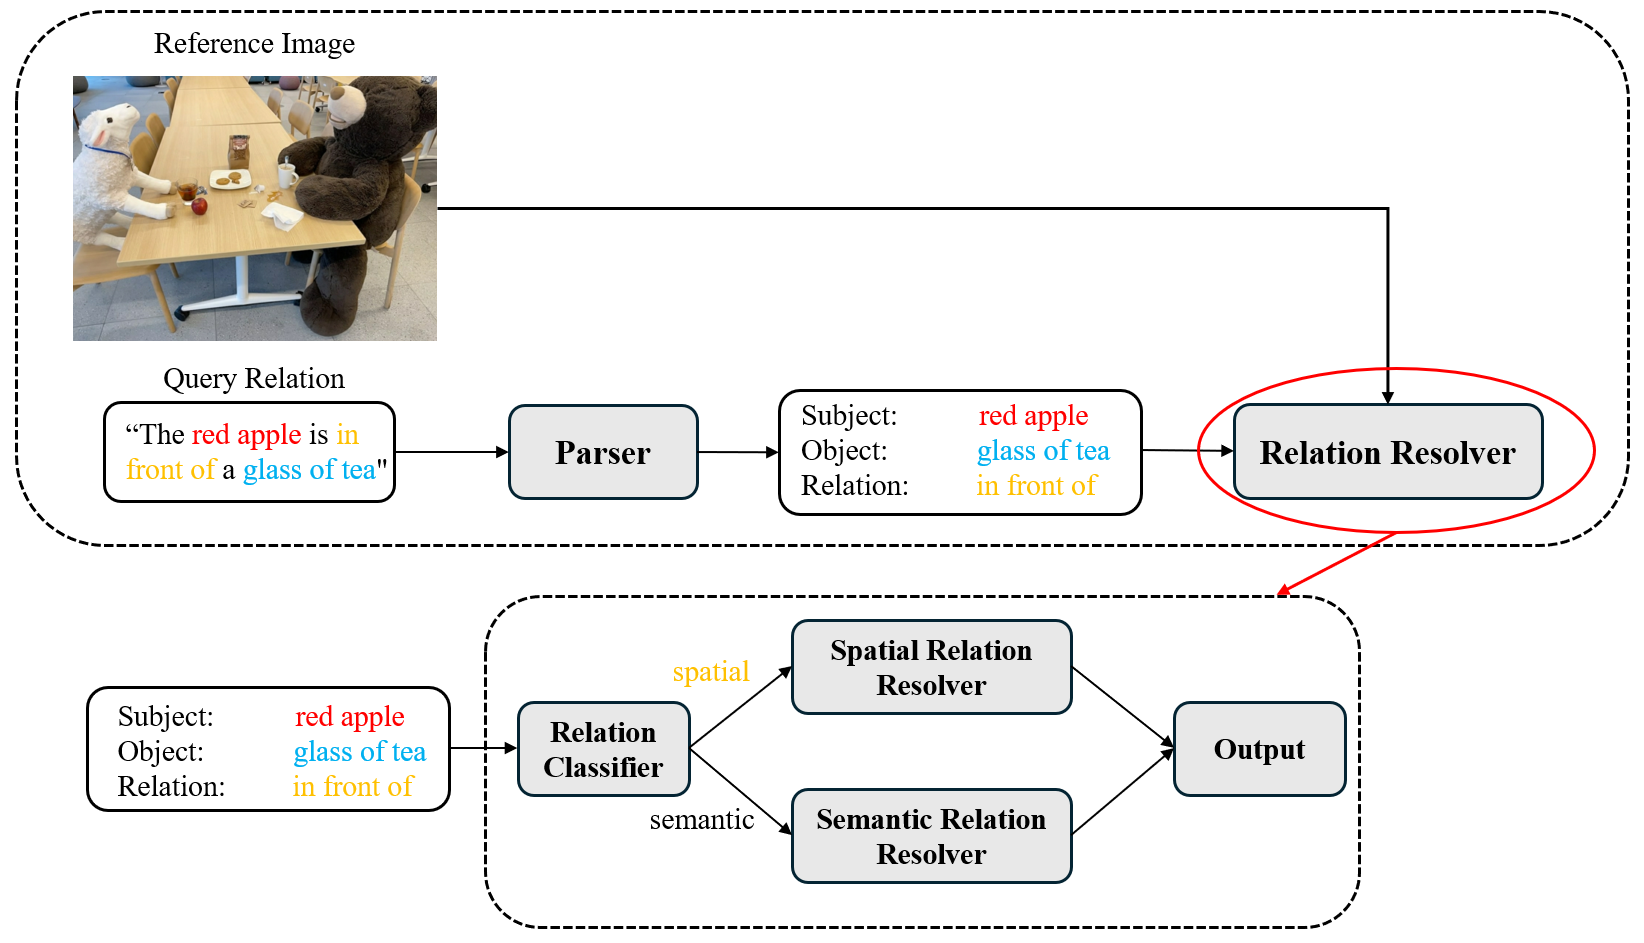 Reference Image
Query Relation
“The red apple is in
front of a glass of tea"
Parser
Subject: red apple
Object: glass of tea
Relation: in front of
Relation Resolver
Subject: red apple
Object: glass of tea
Relation: in front of
Relation
Classifier
spatial
semantic
Spatial Relation
Resolver
Semantic Relation
Resolver
Output